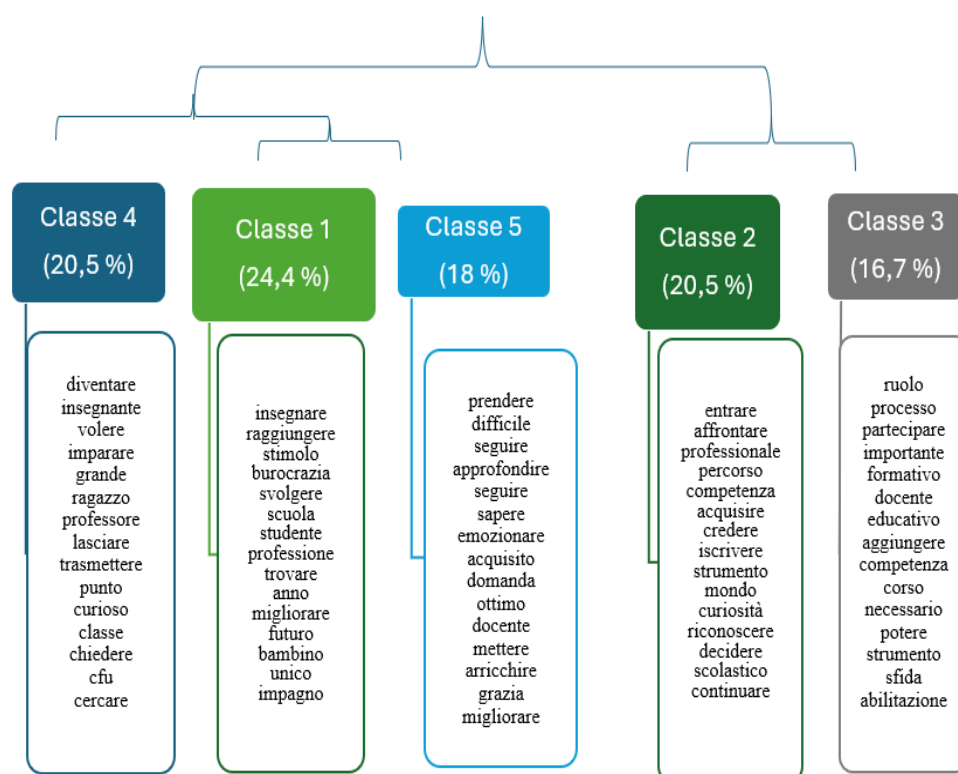 Classe 4
(20,5 %)
diventare
insegnante
volere
imparare
grande
ragazzo
professore
lasciare
trasmettere
punto
curioso
classe
chiedere
cfu
cercare
Classe 1
(24,4 %)
insegnare
raggiungere
stimolo
burocrazia
svolgere
scuola
studente
professione
trovare
anno
migliorare
futuro
bambino
unico
impagno
Classe 5
(18 %)
prendere
difficile
seguire
approfondire
seguire
sapere
emozionare
acquisito
domanda
ottimo
docente
mettere
arricchire
grazia
migliorare
Classe 2
(20,5 %)
entrare
affrontare
professionale
percorso
competenza
acquisire
credere
iscrivere
strumento
mondo
curiosità
riconoscere
decidere
scolastico
continuare
Classe 3
(16,7 %)
ruolo
processo
partecipare
importante
formativo
docente
educativo
aggiungere
competenza
corso
necessario
potere
strumento
sfida
abilitazione